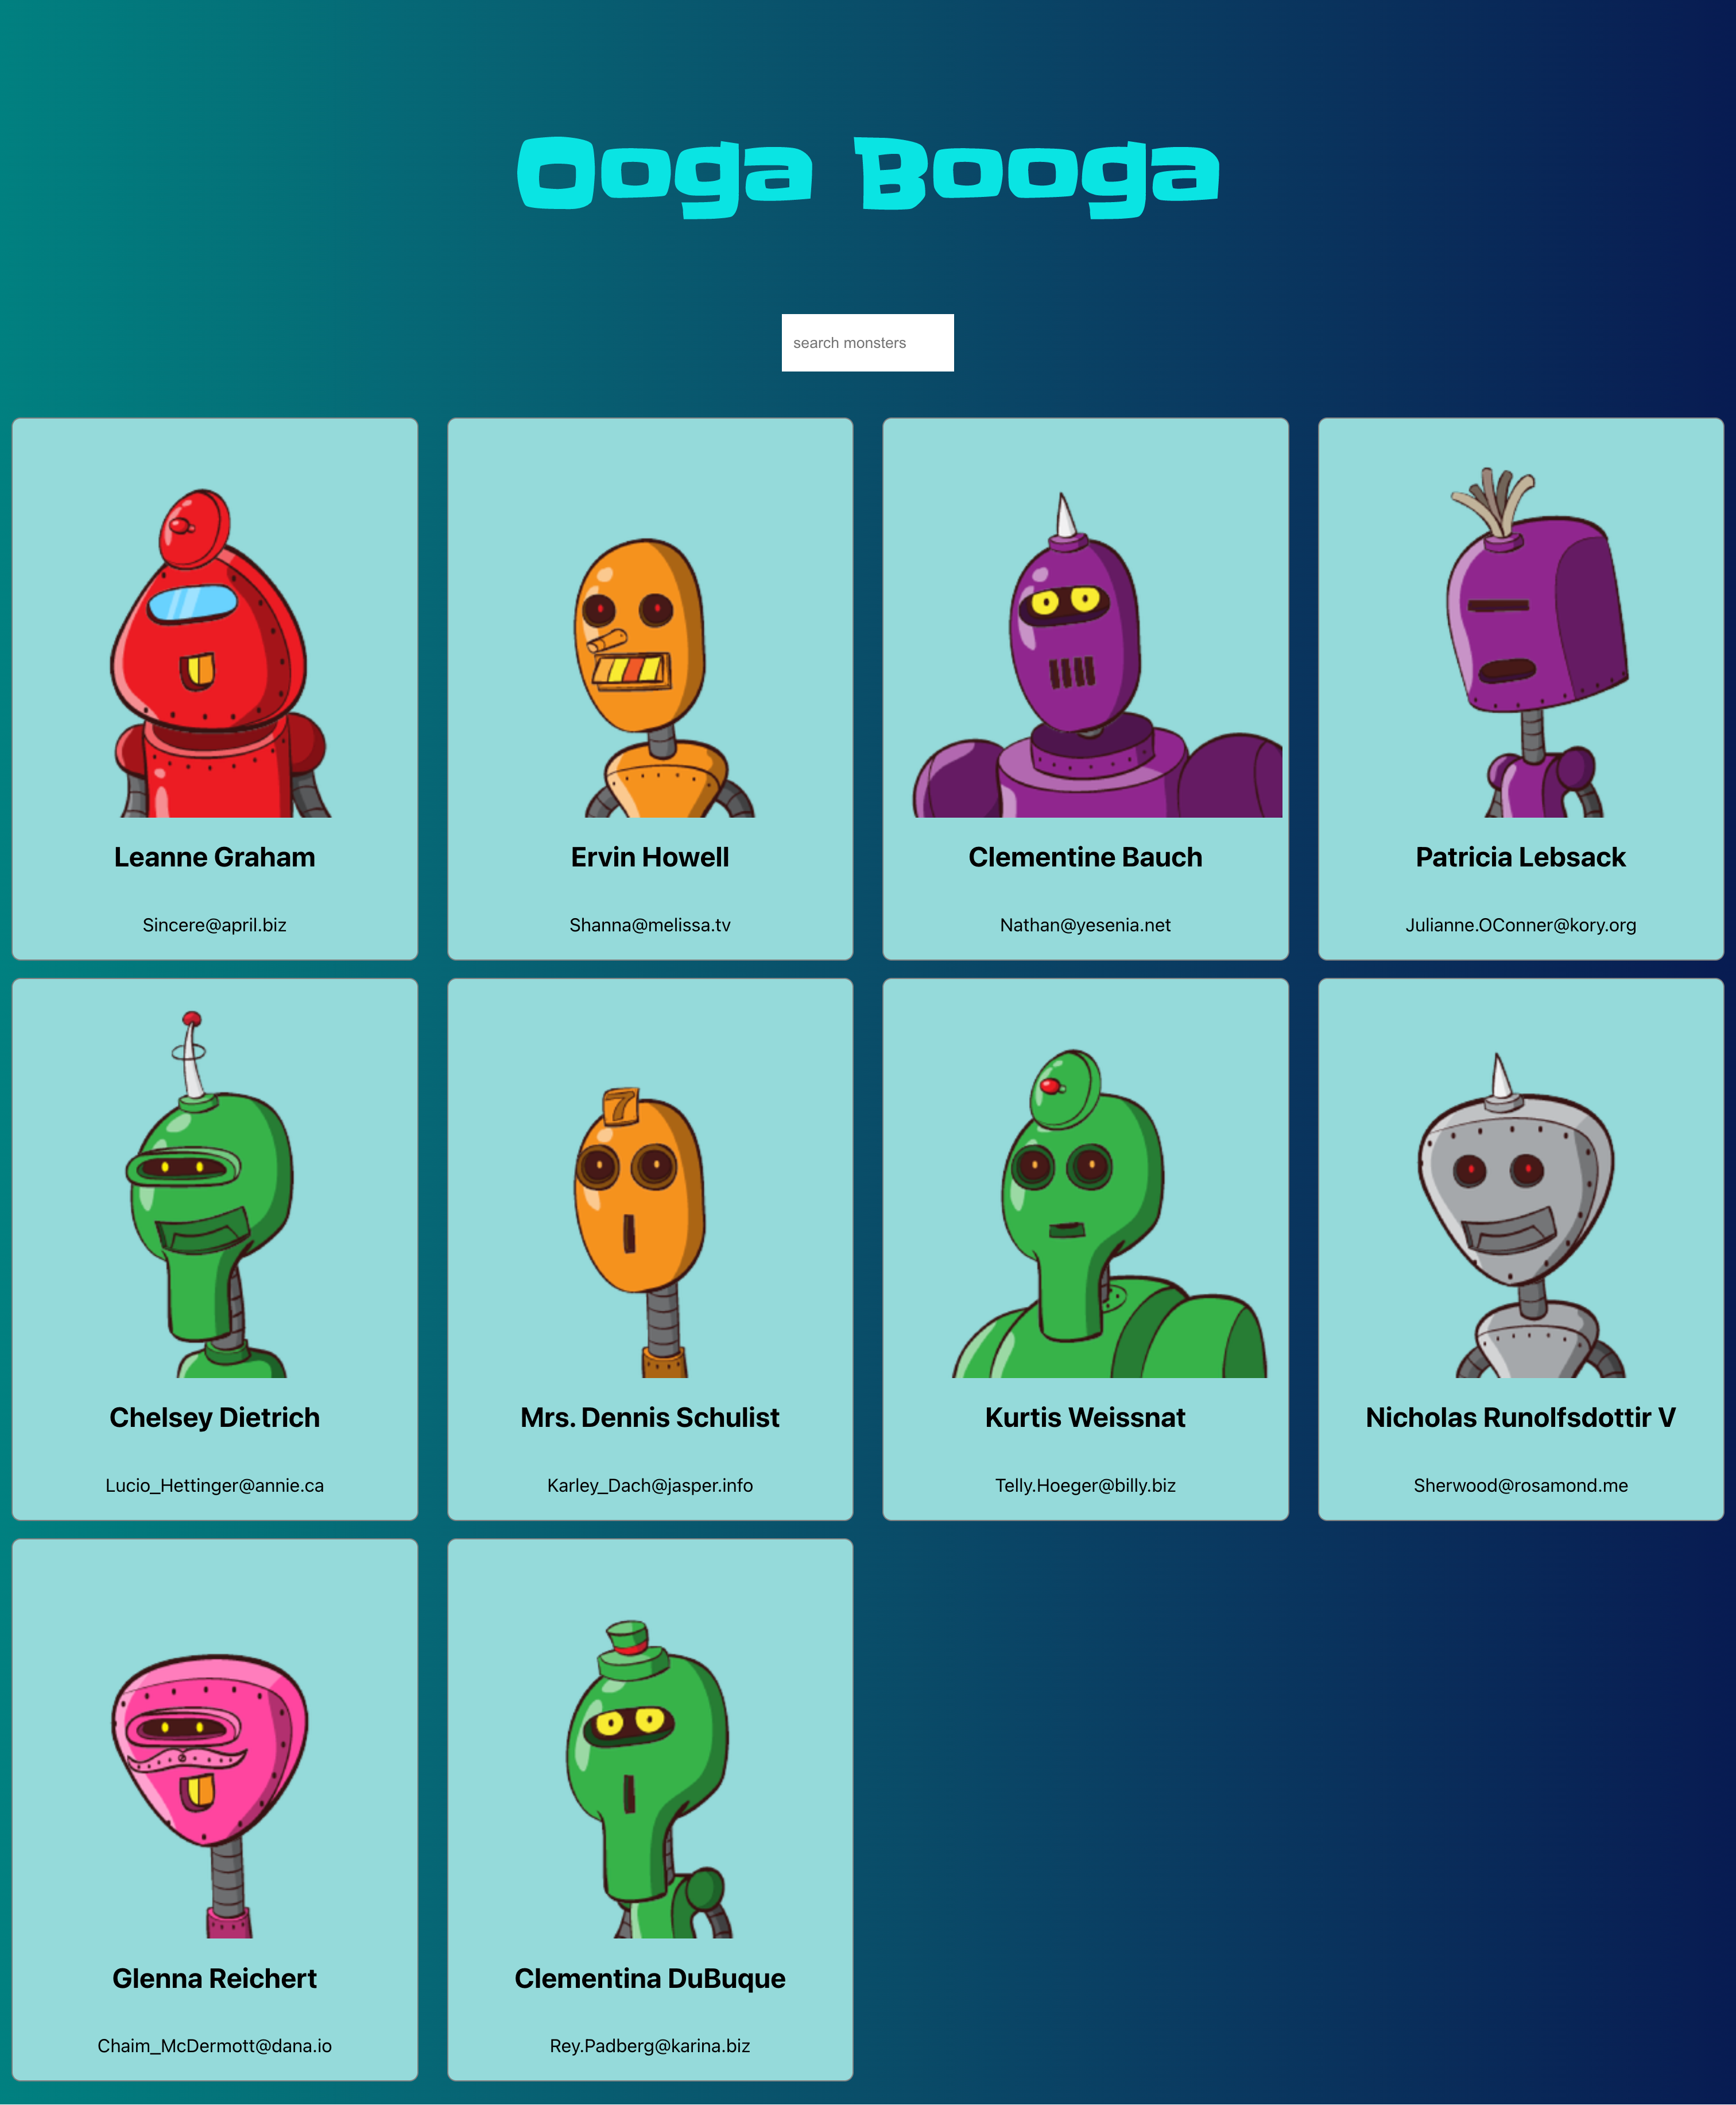 Ooga Booga
search monsters
Leanne Graham
Sincere@april.biz
Ervin Howell
Shanna@melissa.tv
Clementine Bauch
Nathan@yesenia.net
Patricia Lebsack
Julianne.OConner@kory.org
Chelsey Dietrich
Lucio_Hettinger@annie.ca
7
Mrs. Dennis Schulist
Karley_Dach@jasper.info
Kurtis Weissnat
Telly.Hoeger@billy.biz
Nicholas Runolfsdottir V
Sherwood@rosamond.me
Glenna Reichert
Chaim_McDermott@dana.io
Clementina DuBuque
Rey.Padberg@karina.biz